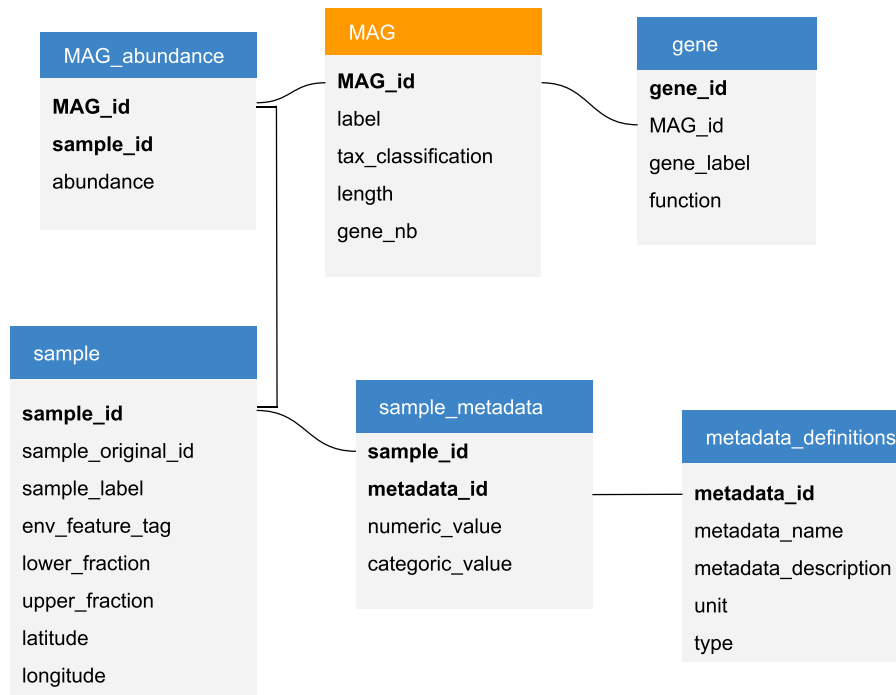 MAG_abundance
MAG_id
sample_id
abundance
MAG
MAG_id
label
tax_classification
length
gene_nb
gene
gene_id
MAG_id
gene_label
function
sample
sample_id
sample_original_id
sample_label
env_feature_tag
lower_fraction
upper_fraction
latitude
longitude
sample_metadata
sample_id
metadata_id
numeric_value
categoric_value
metadata_definitions
metadata_id
metadata_name
metadata_description
unit
type